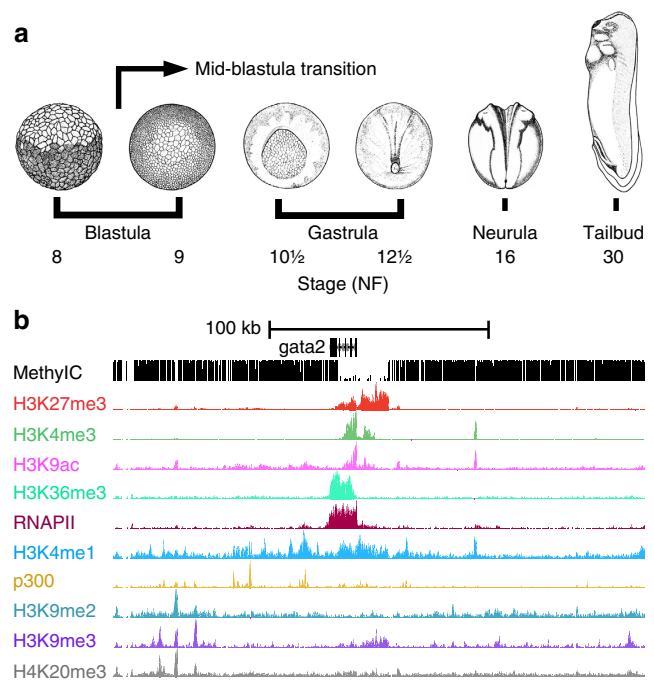 a
Mid-blastula transition
Blastula Gastrula Neurula Tailbud
8 9 10½ 12½ 16 30
Stage (NF)
b
100 kb
gata2
MethylC
H3K27me3
H3K4me3
H3K9ac
H3K36me3
RNAPII
H3K4me1
p300
H3K9me2
H3K9me3
H4K20me3